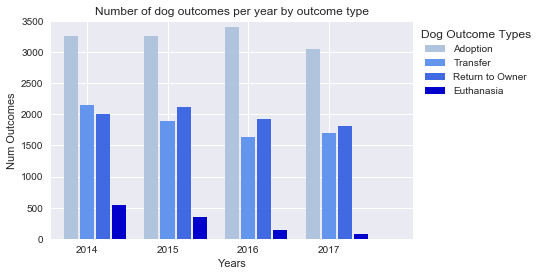 Number of dog outcomes per year by outcome type
Dog Outcome Types
Adoption
Transfer
Return to Owner
Euthanasia
Num Outcomes
3500
3000
2500
2000
1500
1000
500
0
2014
2015
2016
2017
Years